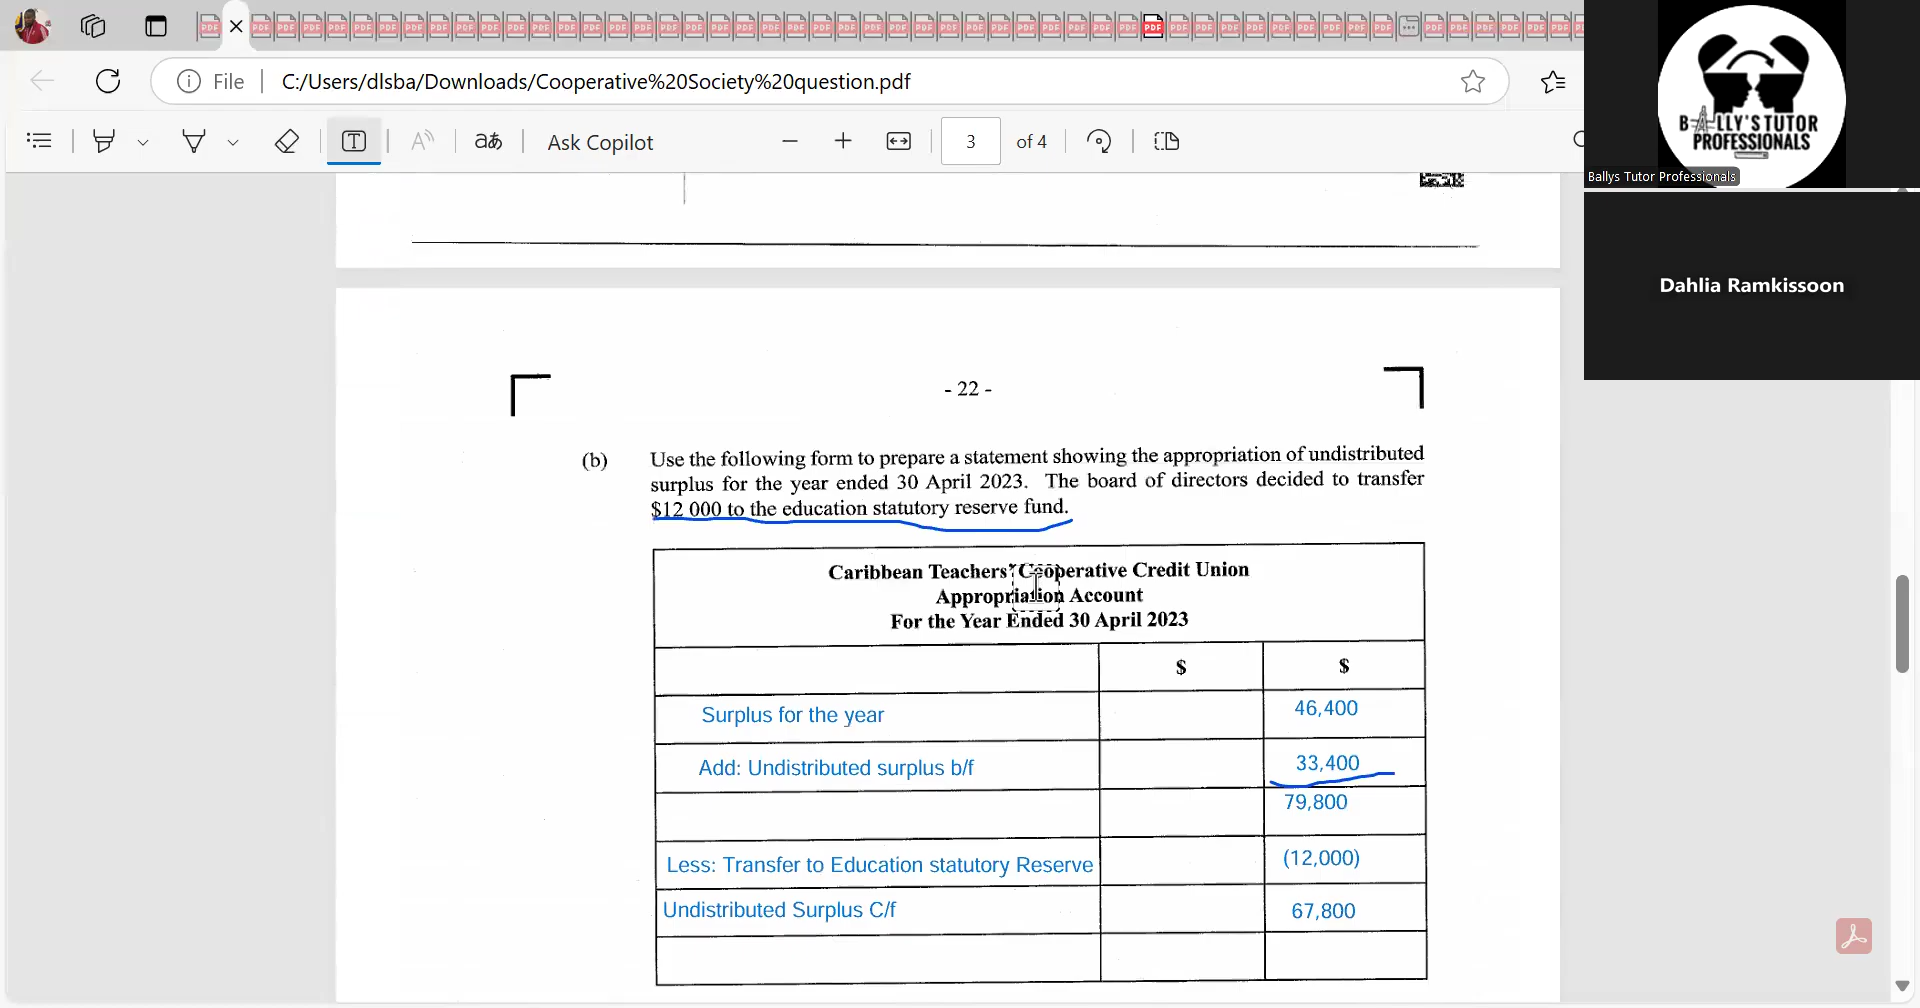 File
C:/Users/dlsba/Downloads/Cooperative%20Society%20question.pdf
Ask Copilot
3
of 4
BALLY'S TUTOR
PROFESSIONALS
Ballys Tutor Professionals
Dahlia Ramkissoon
- 22 -
(b) Use the following form to prepare a statement showing the appropriation of undistributed
surplus for the year ended 30 April 2023. The board of directors decided to transfer
$12 000 to the education statutory reserve fund.
Caribbean Teachers' Cooperative Credit Union
Appropriation Account
For the Year Ended 30 April 2023
$ $
Surplus for the year 46,400
Add: Undistributed surplus b/f 33,400
79,800
Less: Transfer to Education statutory Reserve (12,000)
Undistributed Surplus C/f 67,800